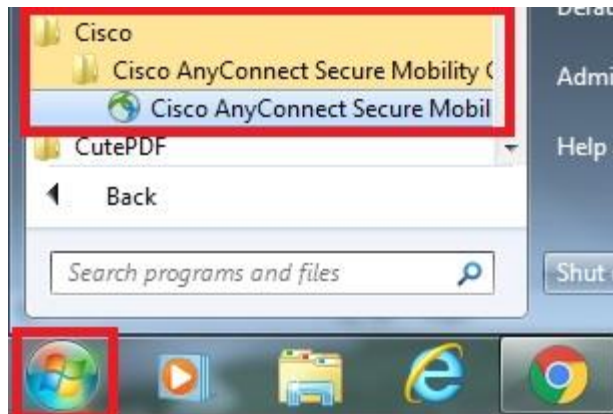 Cisco
Cisco AnyConnect Secure Mobility
Cisco AnyConnect Secure Mobil
CutePDF
Back
Search programs and files
Admi
Help
Shut